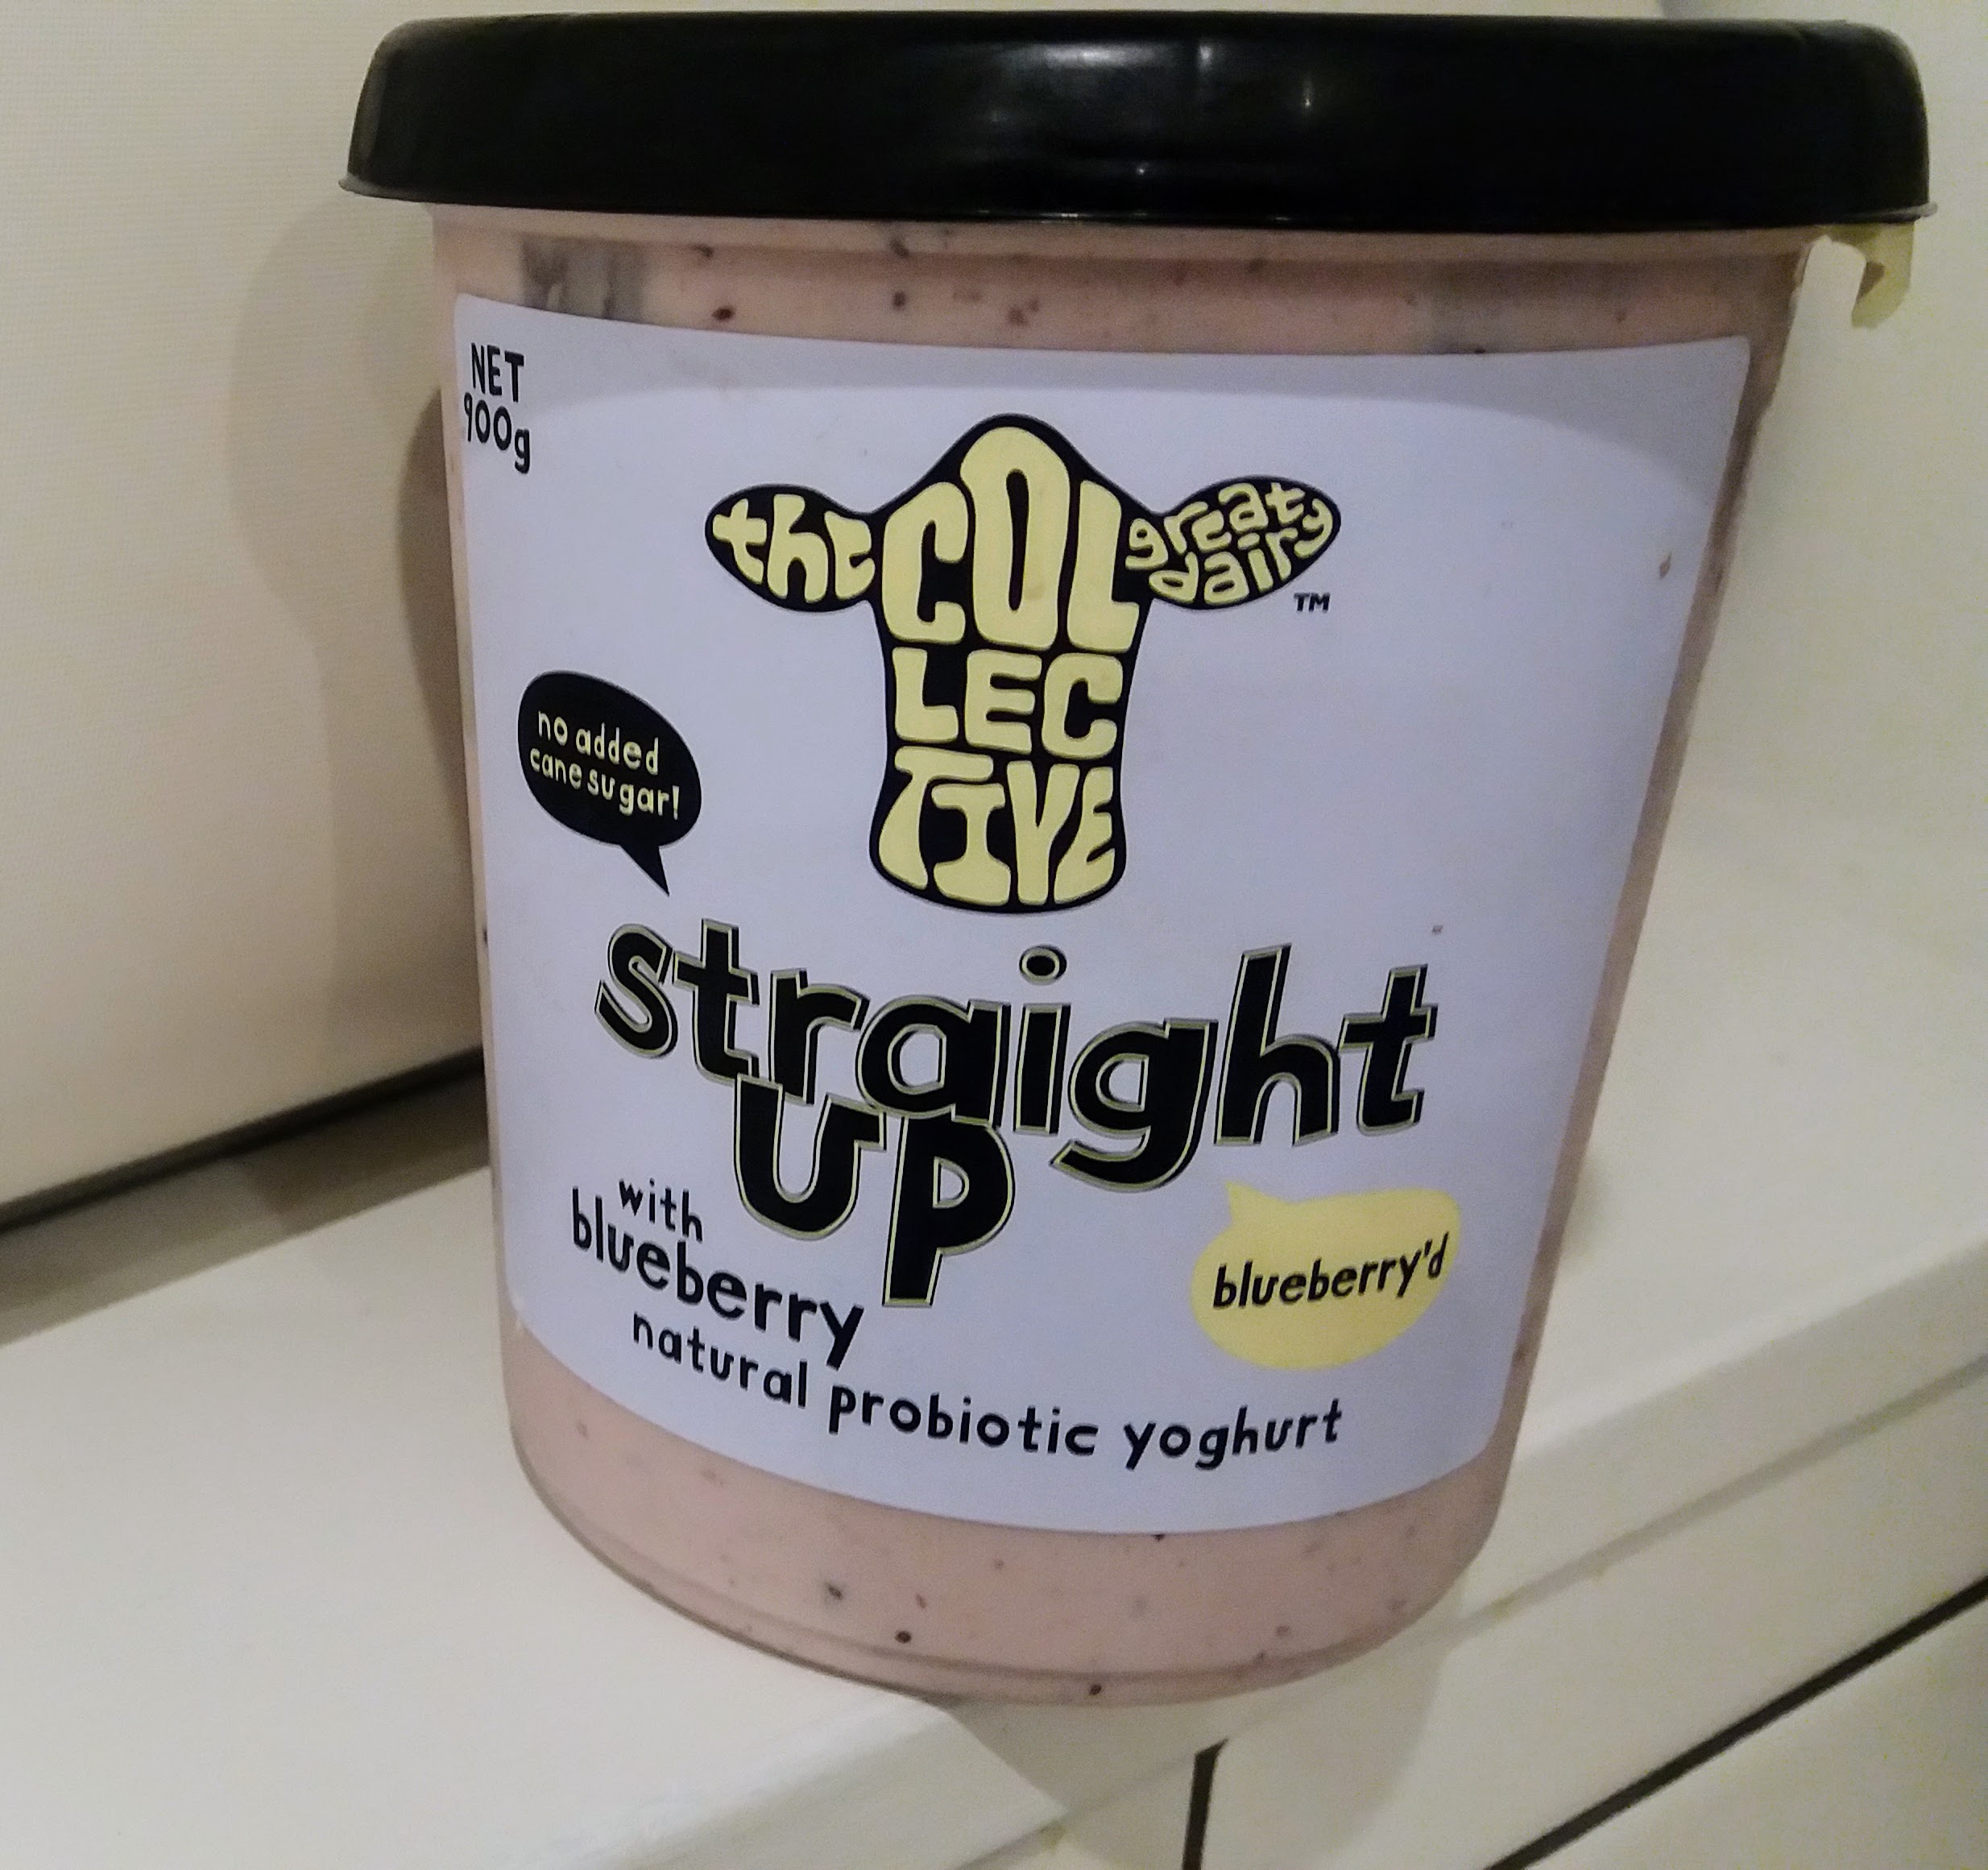 NET
900g
the COL great
dairy
LEC
TIVE
TM
no added
cane sugar!
straight
up
with
blueberry
blueberry'd
natural probiotic yoghurt